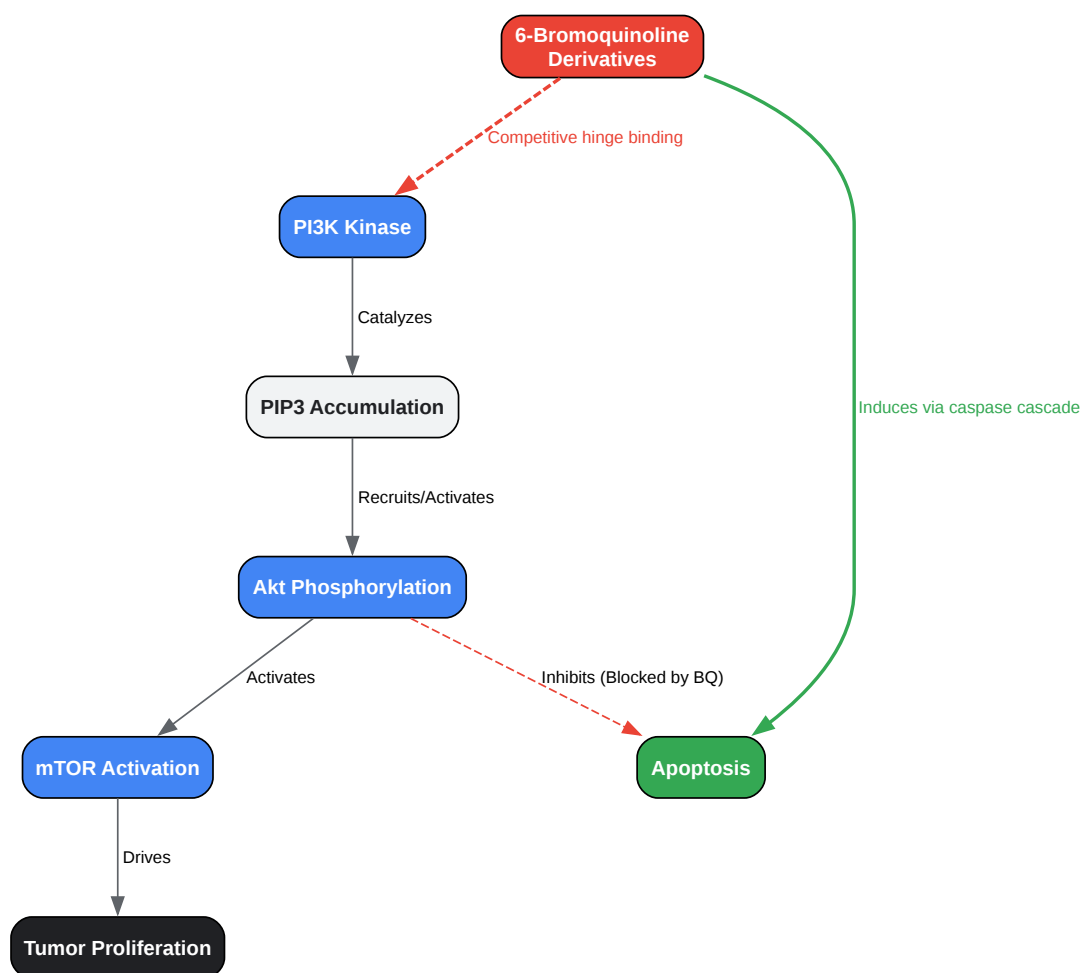 6-Bromoquinoline
Derivatives
Competitive hinge binding
PI3K Kinase
Catalyzes
PIP3 Accumulation
Induces via caspase cascade
Recruits/Activates
Akt Phosphorylation
Activates
Inhibits (Blocked by BQ)
mTOR Activation
Apoptosis
Drives
Tumor Proliferation